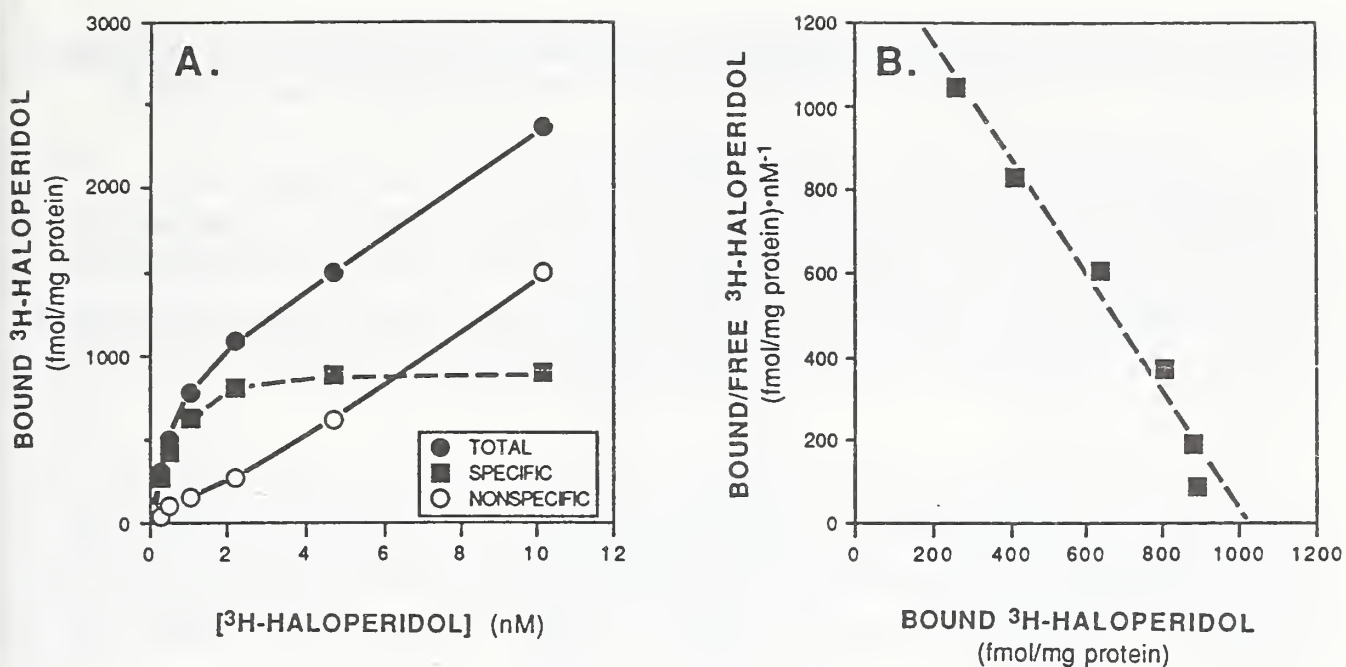 A.
BOUND ³H-HALOPERIDOL
(fmol/mg protein)
3000
2000
1000
0
0 2 4 6 8 10 12
[³H-HALOPERIDOL] (nM)
TOTAL
SPECIFIC
NONSPECIFIC
B.
BOUND/FREE ³H-HALOPERIDOL
(fmol/mg protein)•nM⁻¹
1200
1000
800
600
400
200
0
0 200 400 600 800 1000 1200
BOUND ³H-HALOPERIDOL
(fmol/mg protein)